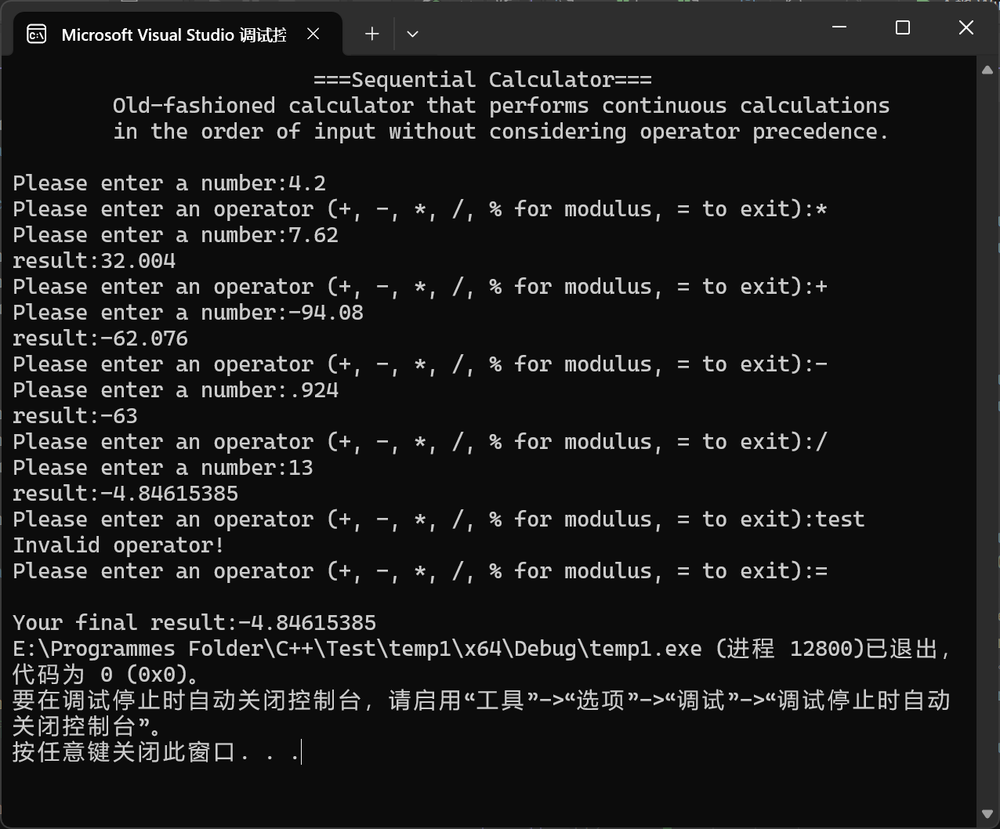 Microsoft Visual Studio 调试控
===Sequential Calculator===
Old-fashioned calculator that performs continuous calculations
in the order of input without considering operator precedence.
Please enter a number:4.2
Please enter an operator (+, -, *, /, % for modulus, = to exit):*
Please enter a number:7.62
result:32.004
Please enter an operator (+, -, *, /, % for modulus, = to exit):+
Please enter a number:-94.08
result:-62.076
Please enter an operator (+, -, *, /, % for modulus, = to exit):-
Please enter a number:.924
result:-63
Please enter an operator (+, -, *, /, % for modulus, = to exit):/
Please enter a number:13
result:-4.84615385
Please enter an operator (+, -, *, /, % for modulus, = to exit):test
Invalid operator!
Please enter an operator (+, -, *, /, % for modulus, = to exit):=
Your final result:-4.84615385
E:\Programmes Folder\C++\Test\temp1\x64\Debug\temp1.exe (进程 12800)已退出，
代码为 0 (0x0)。
要在调试停止时自动关闭控制台，请启用“工具”->“选项”->“调试”->“调试停止时自动
关闭控制台”。
按任意键关闭此窗口. . .